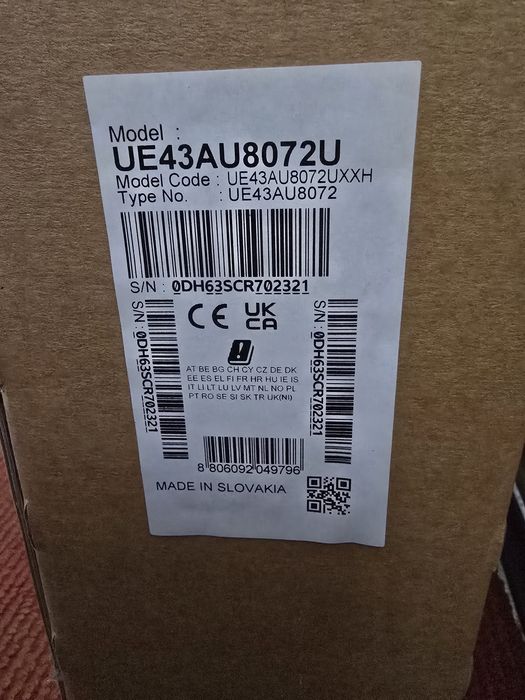 Model :
UE43AU8072U
Model Code : UE43AU8072UXXH
Type No. : UE43AU8072
S/N : 0DH63SCR702321
S/N : 0DH63SCR702321
CE UK CA
S/N : 0DH63SCR702321
AT BE BG CH CY CZ DE DK
EE ES EL FI FR HR HU IE IS
IT LI LT LU LV MT NL NO PL
PT RO SE SI SK TR UK(NI)
8 806092 049796
MADE IN SLOVAKIA